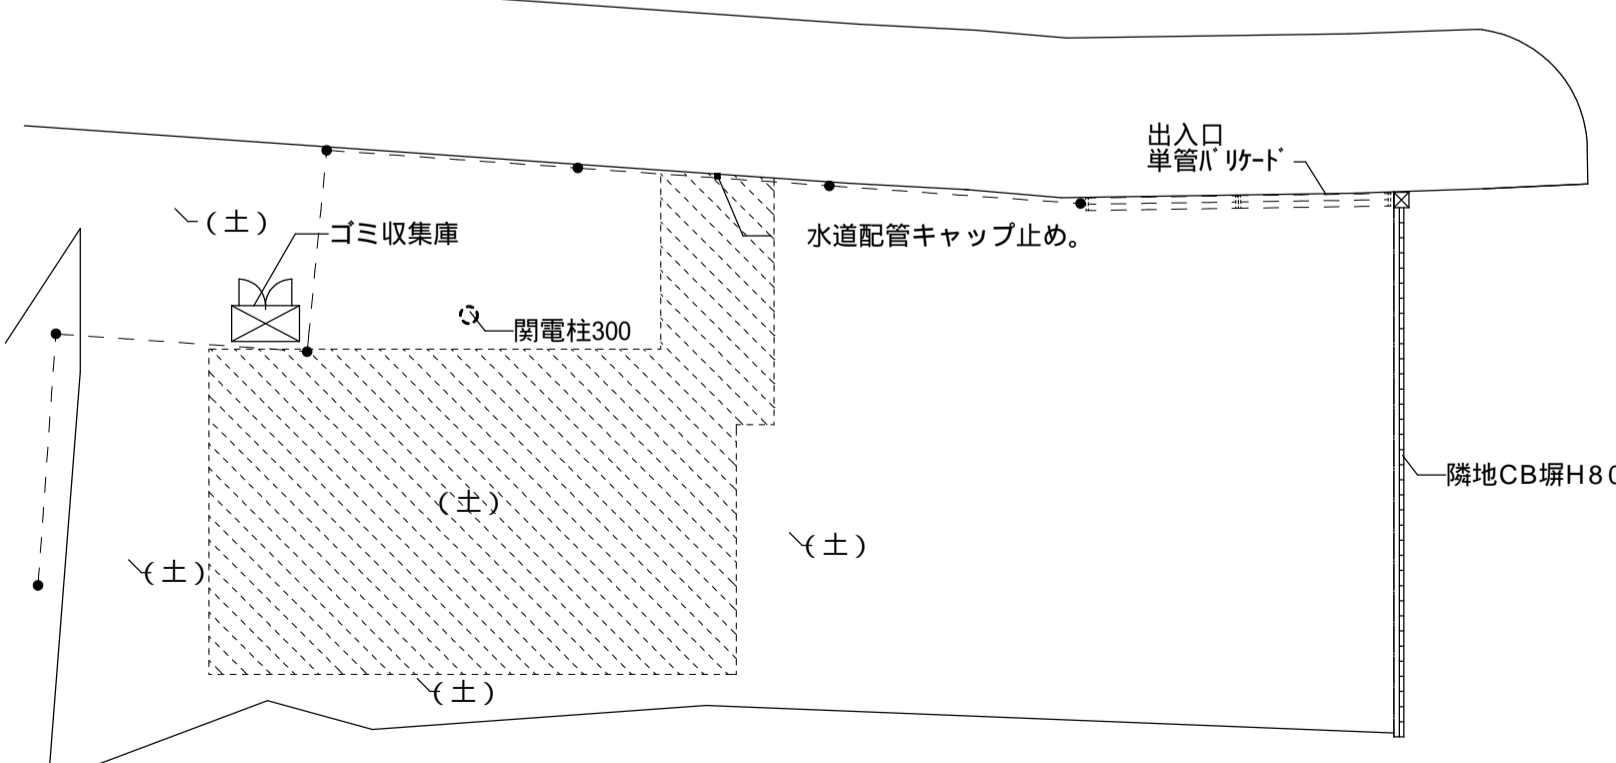 出入口
単管ﾊﾞﾘｹｰﾄﾞ
(土)
ゴミ収集庫
水道配管キャップ止め。
関電柱300
隣地CB塀H80
(土)
(土)
(土)
(土)